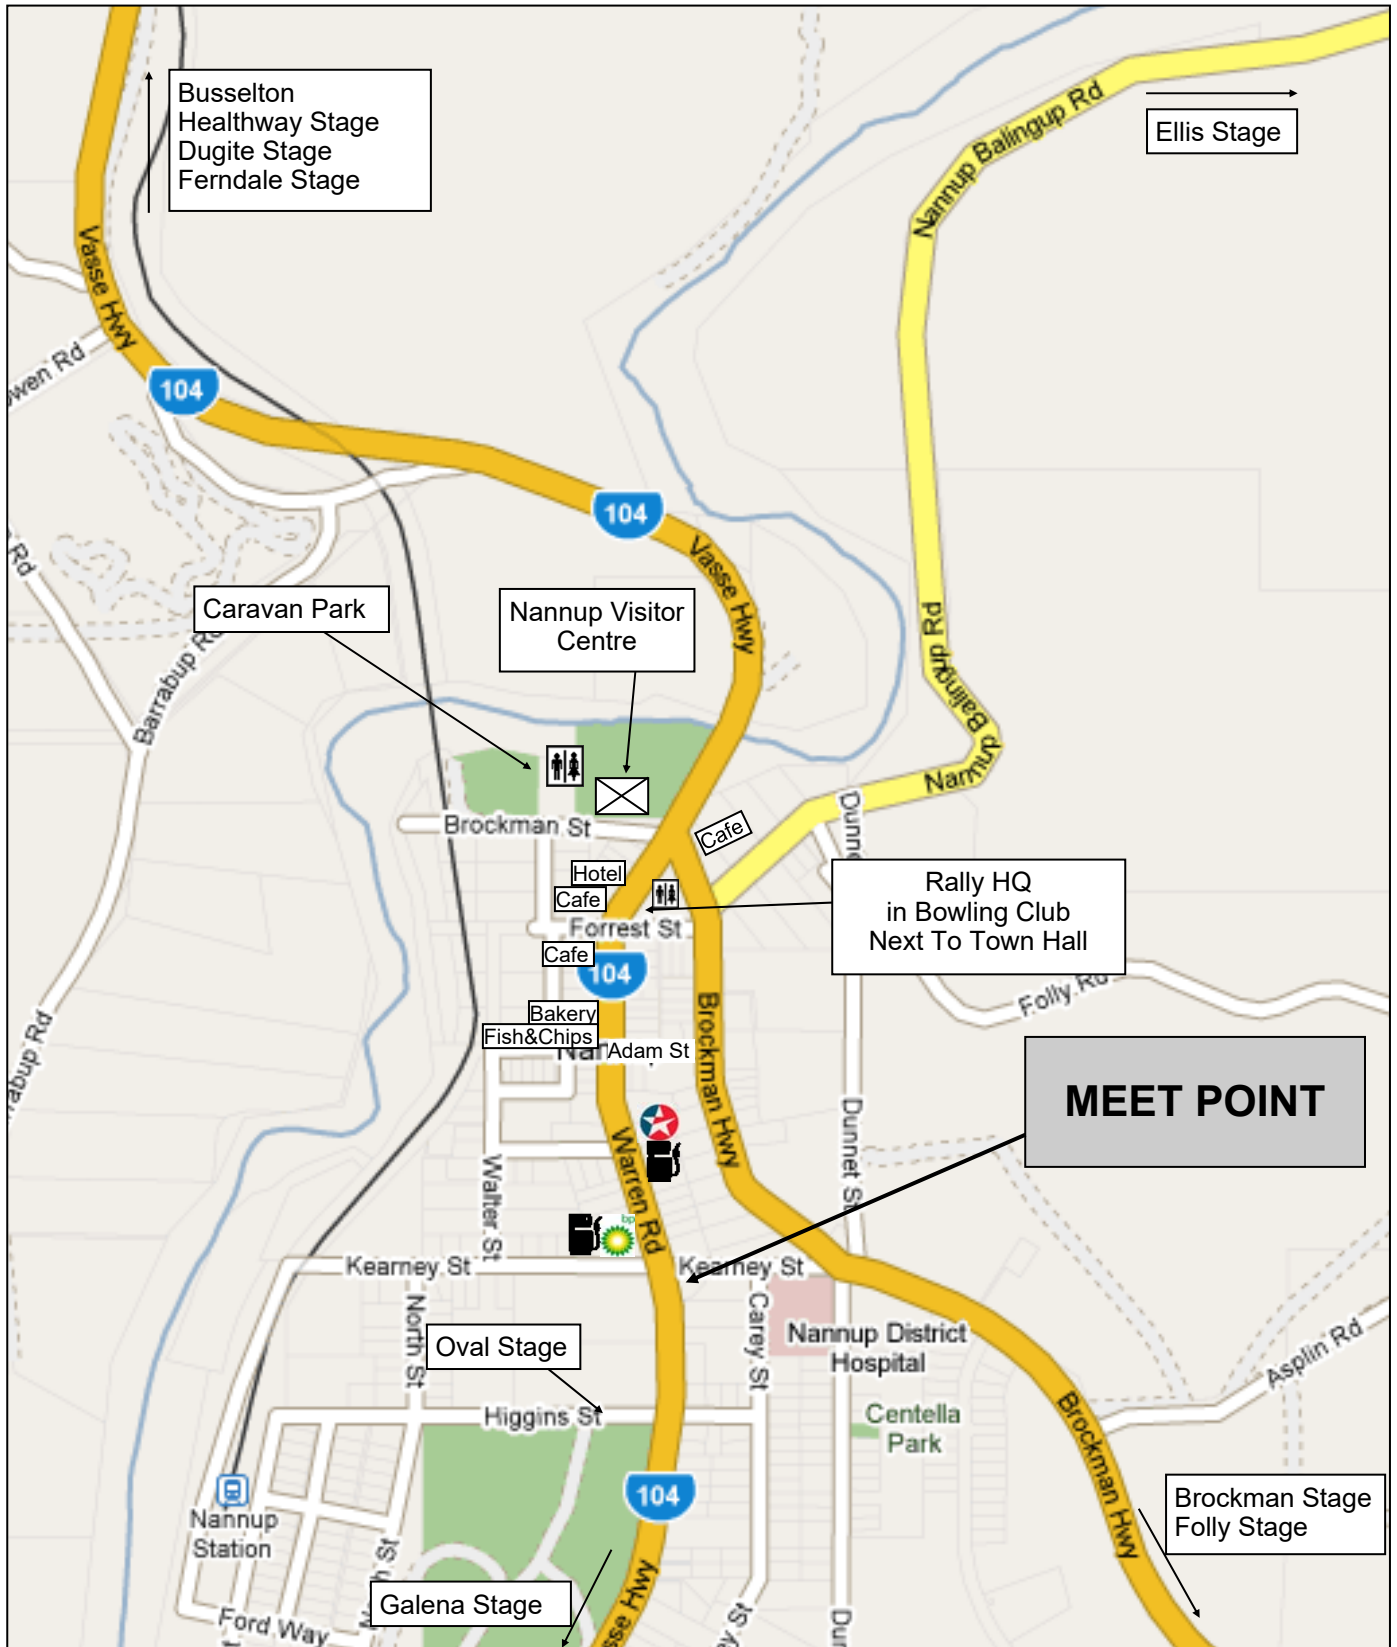 Busselton
Healthway Stage
Dugite Stage
Ferndale Stage
Nannup Balingup Rd
Ellis Stage
Vasse Hwy
104
104
Vasse Hwy
Rd
Caravan Park
Nannup Visitor
Centre
Barrabup Rd
Nannup Balingup Rd
Brockman St
Cafe
Dunne
Hotel
Cafe
Rally HQ
in Bowling Club
Next To Town Hall
Forrest St
Cafe
104
Folly Rd
Bakery
Fish&Chips
Adam St
Brockman Hwy
MEET POINT
Dunnet St
Warren Rd
Walter St
bp
Kearney St
Kearney St
North St
Carey St
Oval Stage
Nannup District
Hospital
Asplin Rd
Higgins St
Centella
Park
104
Brockman Hwy
Brockman Stage
Folly Stage
Nannup
Station
Galena Stage
Ford Way